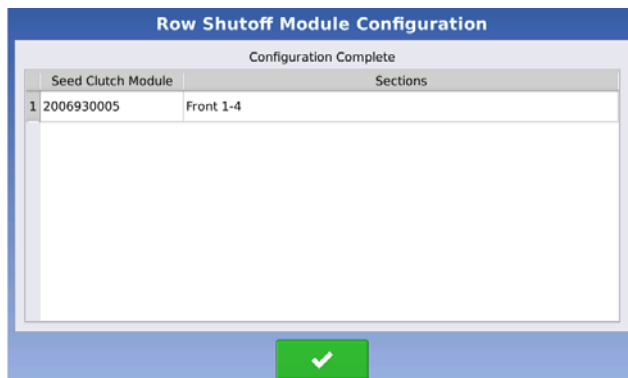 Row Shutoff Module Configuration
Configuration Complete
Seed Clutch Module Sections
1 2006930005 Front 1-4